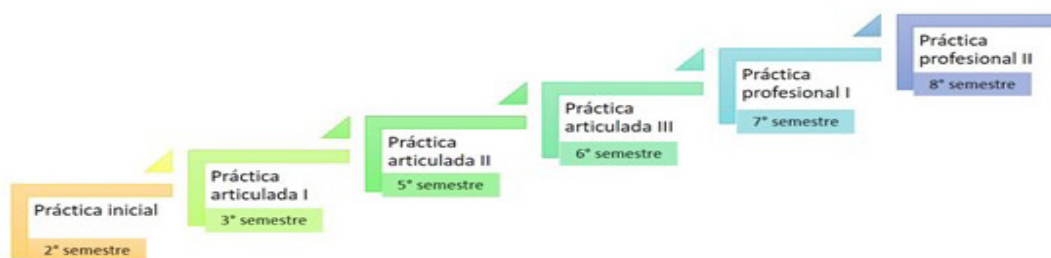 Práctica inicial
2° semestre
Práctica
articulada I
3° semestre
Práctica
articulada II
5° semestre
Práctica
articulada III
6° semestre
Práctica
profesional I
7° semestre
Práctica
profesional II
8° semestre